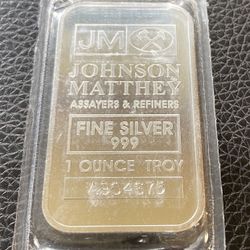 JM
JOHNSON
MATTHEY
ASSAYERS & REFINERS
FINE SILVER
999
1 OUNCE TROY
A304875